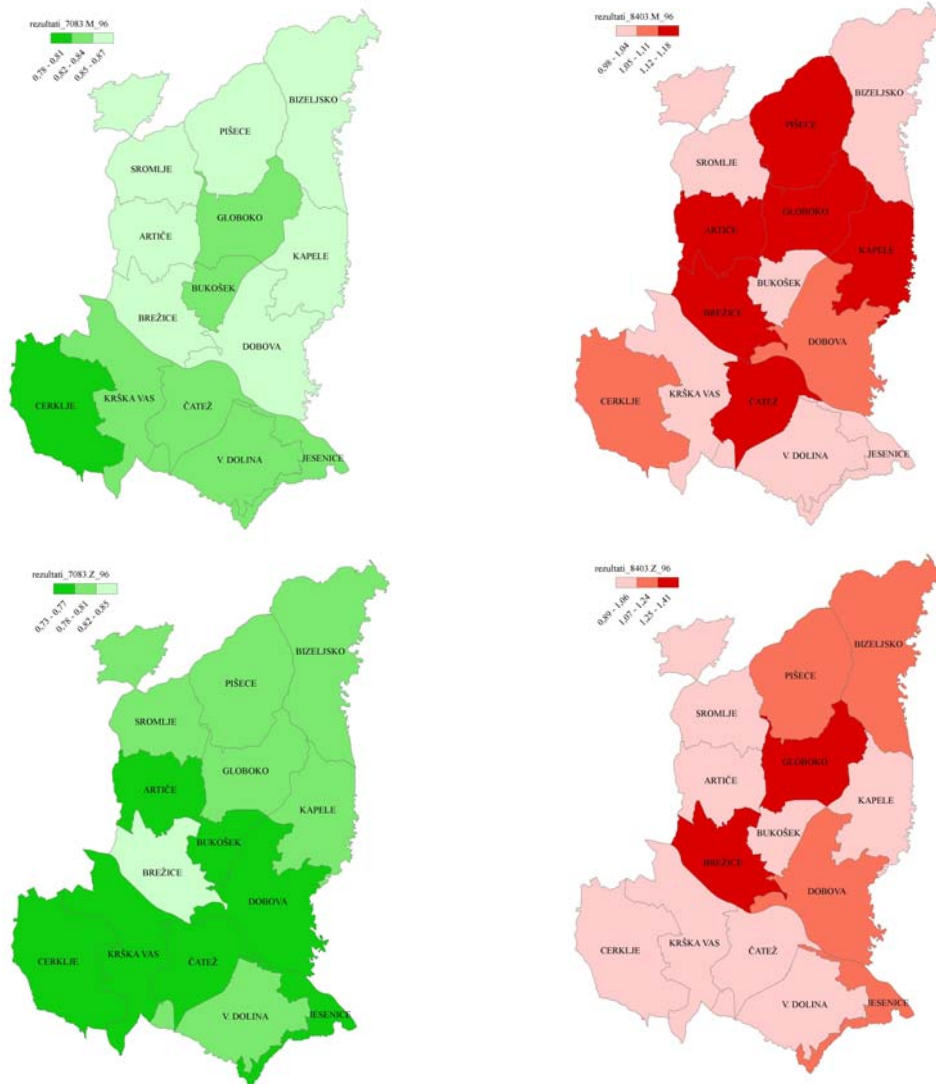 rezultati_7083.M_96
0,78 - 0,81
0,82 - 0,84
0,85 - 0,87
BIZELJSKO
PIŠECE
SROMLJE
GLOBOKO
ARTIČE
KAPELE
BUKOŠEK
BREŽICE
DOBOVA
CERKLJE
KRŠKA VAS
ČATEŽ
V. DOLINA
JESENICE
rezultati_8403.M_96
0,98 - 1,04
1,05 - 1,11
1,12 - 1,18
BIZELJSKO
PIŠECE
SROMLJE
GLOBOKO
ARTIČE
KAPELE
BUKOŠEK
BREŽICE
DOBOVA
CERKLJE
KRŠKA VAS
ČATEŽ
V. DOLINA
JESENICE
rezultati_7083.Z_96
0,73 - 0,77
0,78 - 0,81
0,82 - 0,85
BIZELJSKO
PIŠECE
SROMLJE
GLOBOKO
ARTIČE
KAPELE
BUKOŠEK
BREŽICE
DOBOVA
CERKLJE
KRŠKA VAS
ČATEŽ
V. DOLINA
JESENICE
rezultati_8403.Z_96
0,89 - 1,06
1,07 - 1,24
1,25 - 1,41
BIZELJSKO
PIŠECE
SROMLJE
GLOBOKO
ARTIČE
KAPELE
BUKOŠEK
BREŽICE
DOBOVA
CERKLJE
KRŠKA VAS
ČATEŽ
V. DOLINA
JESENICE